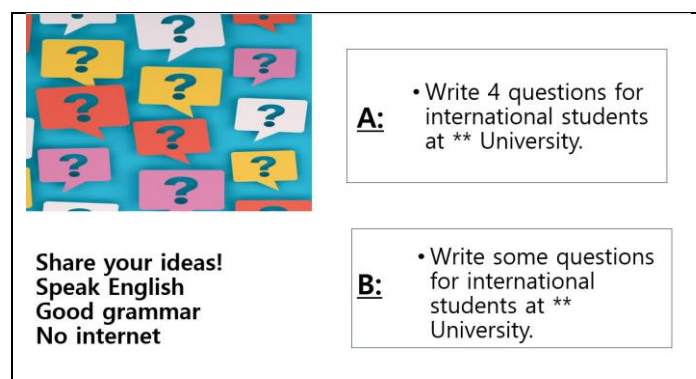 Share your ideas!
Speak English
Good grammar
No internet
A:
• Write 4 questions for
international students
at ** University.
B:
• Write some questions
for international
students at **
University.